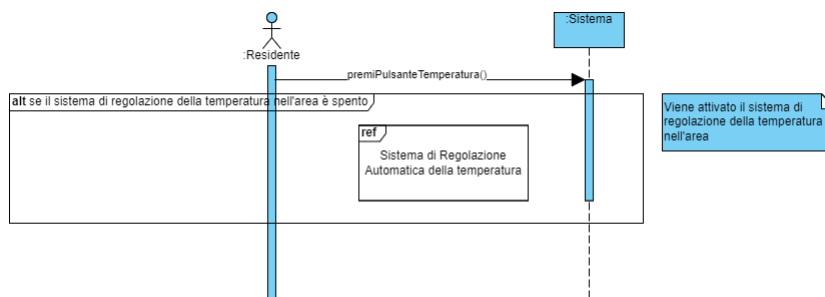 :Residente
:Sistema
premiPulsanteTemperatura()
alt se il sistema di regolazione della temperatura nell'area è spento
ref
Sistema di Regolazione
Automatica della temperatura
Viene attivato il sistema di
regolazione della temperatura
nell'area